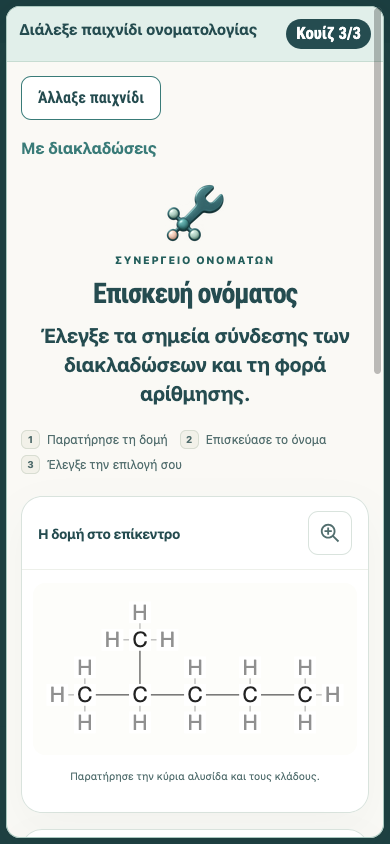 Διάλεξε παιχνίδι ονοματολογίας
Κουίζ 3/3
Άλλαξε παιχνίδι
Με διακλαδώσεις
ΣΥΝΕΡΓΕΙΟ ΟΝΟΜΑΤΩΝ
Επισκευή ονόματος
Έλεγξε τα σημεία σύνδεσης των
διακλαδώσεων και τη φορά
αρίθμησης.
1 Παρατήρησε τη δομή 2 Επισκεύασε το όνομα
3 Έλεγξε την επιλογή σου
Η δομή στο επίκεντρο
H
H C H
H H H H
H C C C C C H
H H H H H
Παρατήρησε την κύρια αλυσίδα και τους κλάδους.